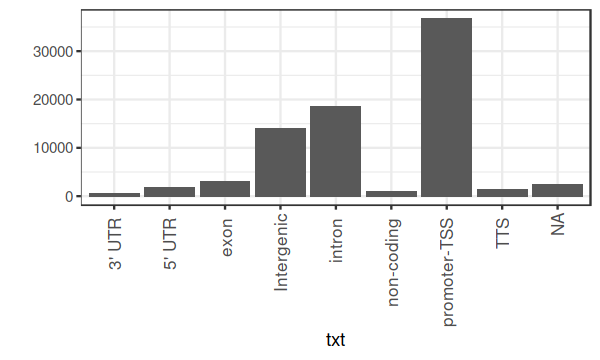 30000
20000
10000
0
3' UTR
5' UTR
exon
Intergenic
intron
non-coding
promoter-TSS
TTS
NA
txt